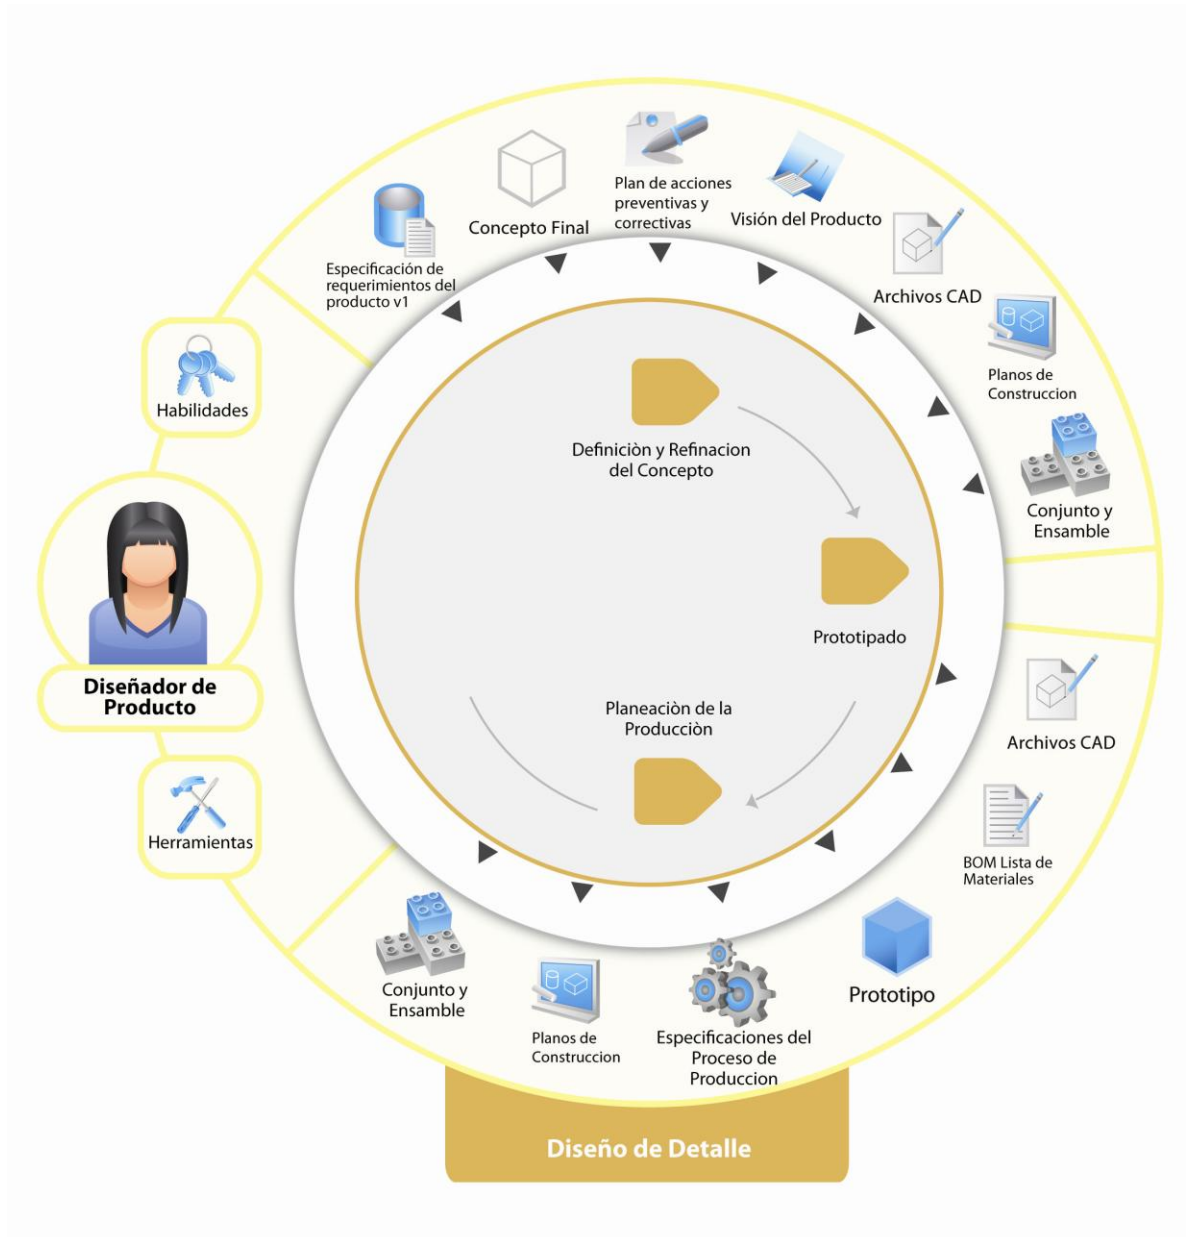 Plan de acciones
preventivas y
correctivas
Concepto Final
Visión del Producto
Especificación de
requerimientos del
producto v1
Archivos CAD
Planos de
Construccion
Habilidades
Conjunto y
Ensamble
Definiciòn y Refinacion
del Concepto
Prototipado
Diseñador de
Producto
Planeaciòn de la
Producciòn
Archivos CAD
Herramientas
BOM Lista de
Materiales
Prototipo
Conjunto y
Ensamble
Planos de
Construccion
Especificaciones del
Proceso de
Produccion
Diseño de Detalle